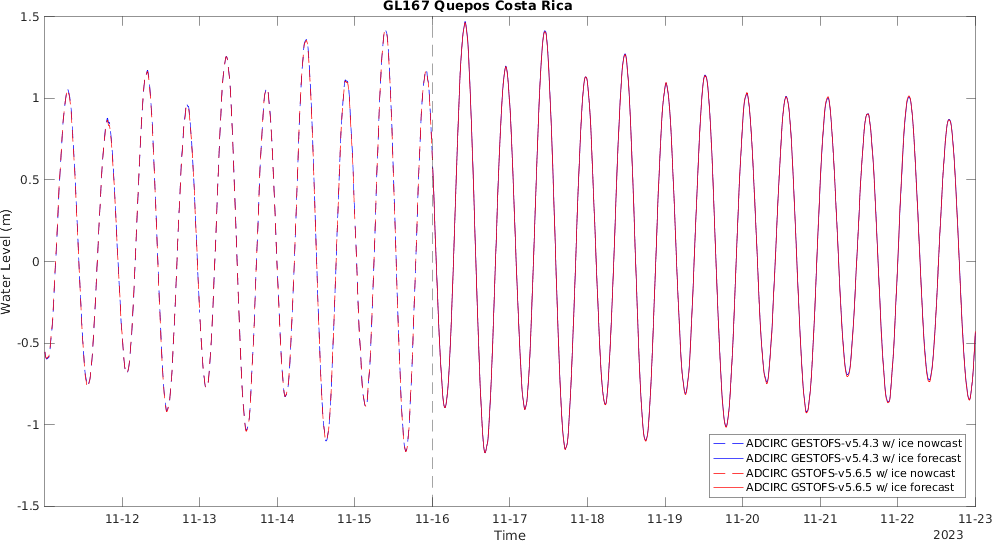 GL167 Quepos Costa Rica
Water Level (m)
1.5
1
0.5
0
-0.5
-1
-1.5
ADCIRC GESTOFS-v5.4.3 w/ ice nowcast
ADCIRC GESTOFS-v5.4.3 w/ ice forecast
ADCIRC GSTOFS-v5.6.5 w/ ice nowcast
ADCIRC GSTOFS-v5.6.5 w/ ice forecast
11-12 11-13 11-14 11-15 11-16 11-17 11-18 11-19 11-20 11-21 11-22 11-23
Time
2023